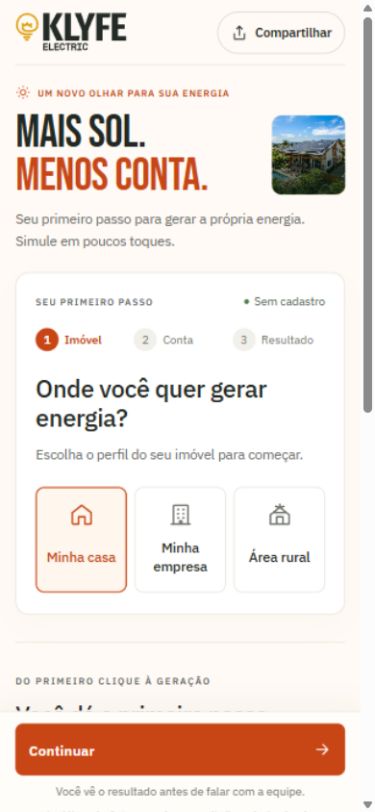 KLYFE
ELECTRIC
Compartilhar
UM NOVO OLHAR PARA SUA ENERGIA
MAIS SOL.
MENOS CONTA.
Seu primeiro passo para gerar a própria energia.
Simule em poucos toques.
SEU PRIMEIRO PASSO
• Sem cadastro
1 Imóvel
2 Conta
3 Resultado
Onde você quer gerar
energia?
Escolha o perfil do seu imóvel para começar.
Minha casa
Minha
empresa
Área rural
DO PRIMEIRO CLIQUE À GERAÇÃO
Continuar
Você vê o resultado antes de falar com a equipe.